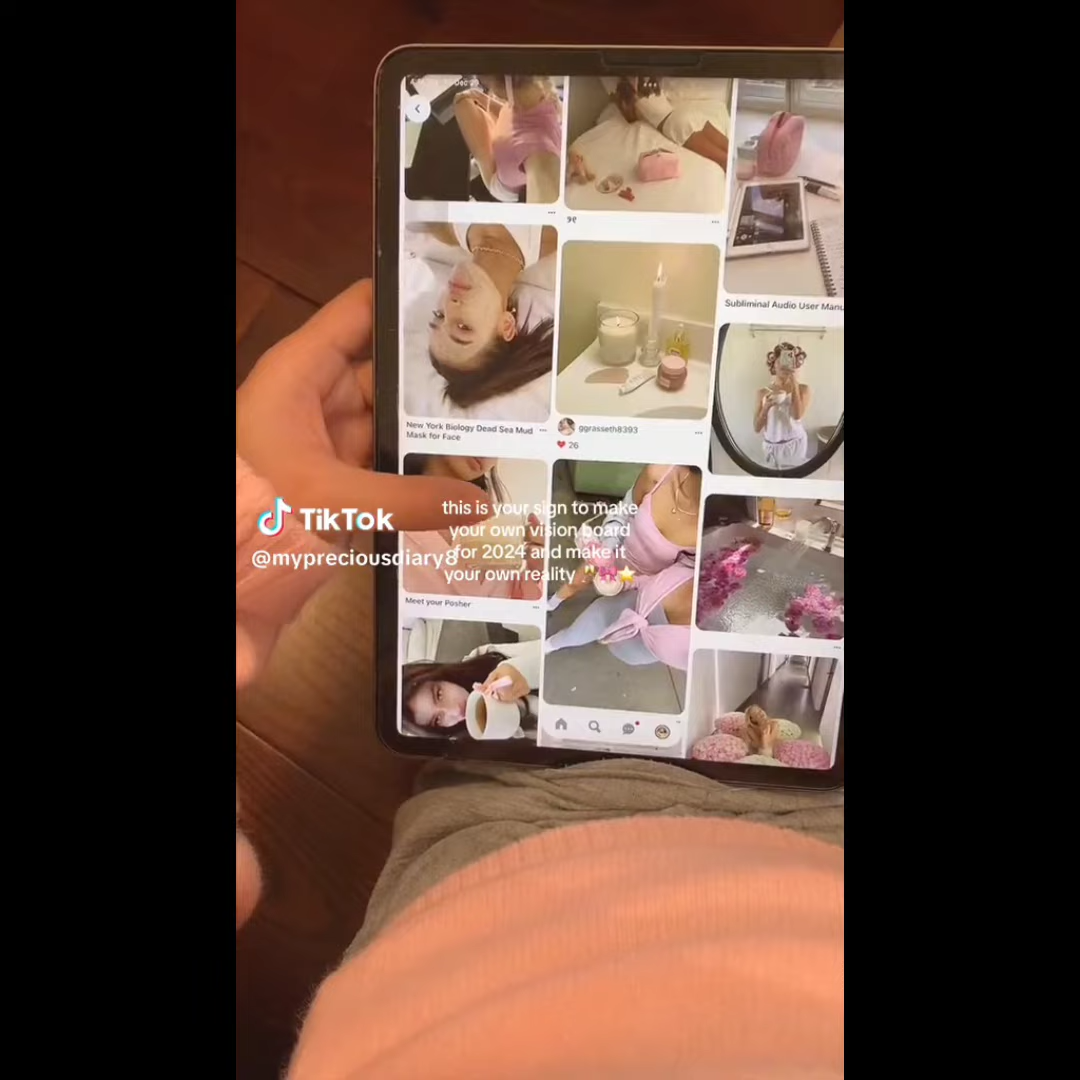 ge
Subliminal Audio User Manu
New York Biology Dead Sea Mud
Mask for Face
ggrasseth8393
26
TikTok
@mypreciousdiary8
this is your sign to make
your own vision board
for 2024 and make it
your own reality
Meet your Posher